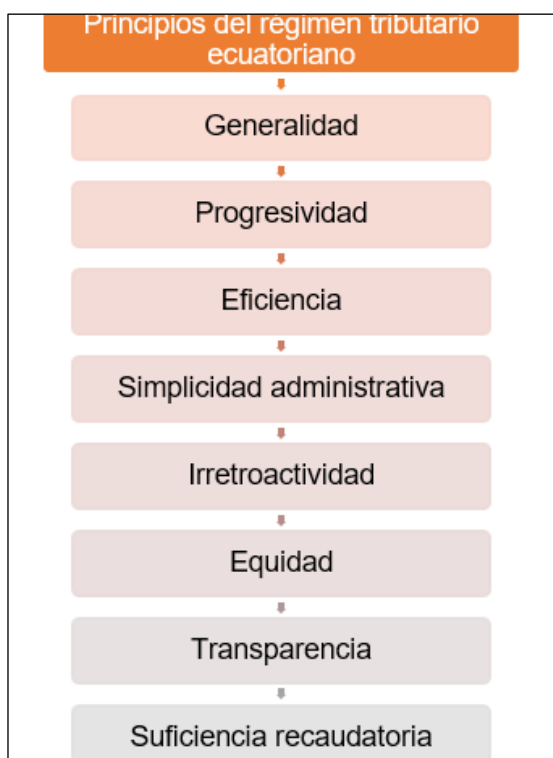 Principios del régimen tributario
ecuatoriano
Generalidad
Progresividad
Eficiencia
Simplicidad administrativa
Irretroactividad
Equidad
Transparencia
Suficiencia recaudatoria